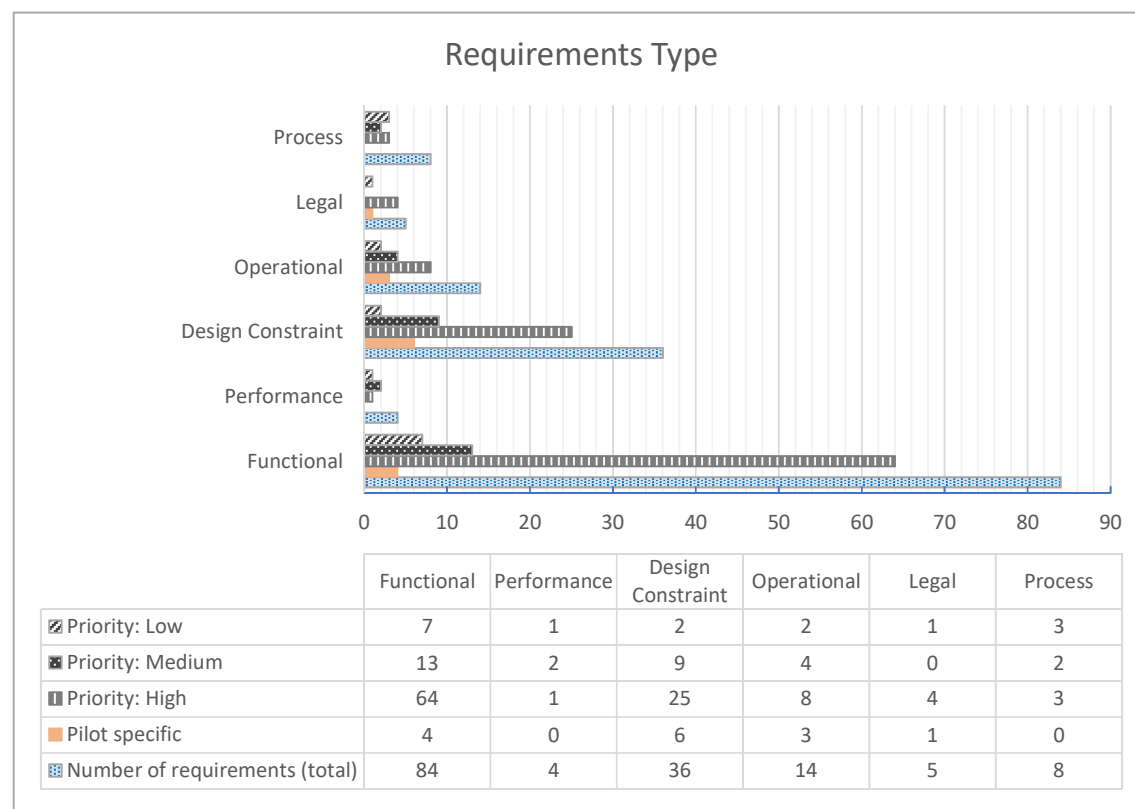 Requirements Type
Process
Legal
Operational
Design Constraint
Performance
Functional
0 10 20 30 40 50 60 70 80 90
Functional Performance Design Constraint Operational Legal Process
Priority: Low 7 1 2 2 1 3
Priority: Medium 13 2 9 4 0 2
Priority: High 64 1 25 8 4 3
Pilot specific 4 0 6 3 1 0
Number of requirements (total) 84 4 36 14 5 8